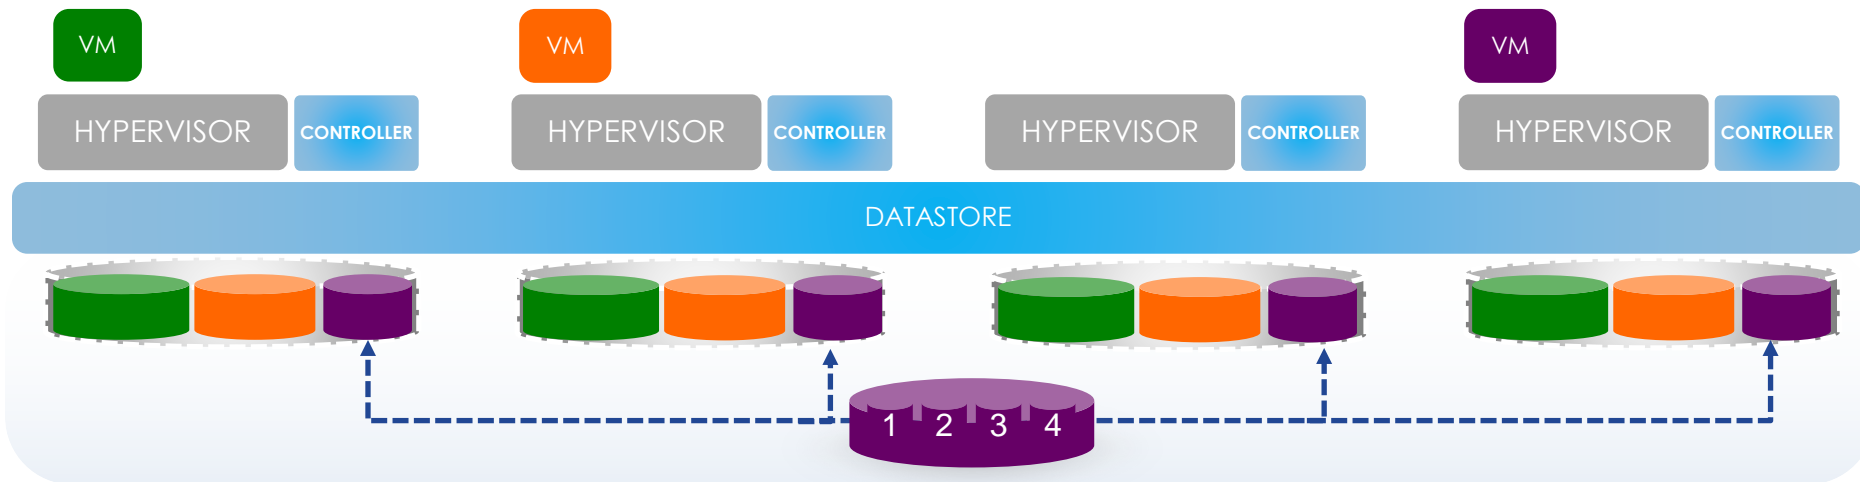 VM
VM
VM
HYPERVISOR
CONTROLLER
HYPERVISOR
CONTROLLER
HYPERVISOR
CONTROLLER
HYPERVISOR
CONTROLLER
DATASTORE
1 2 3 4